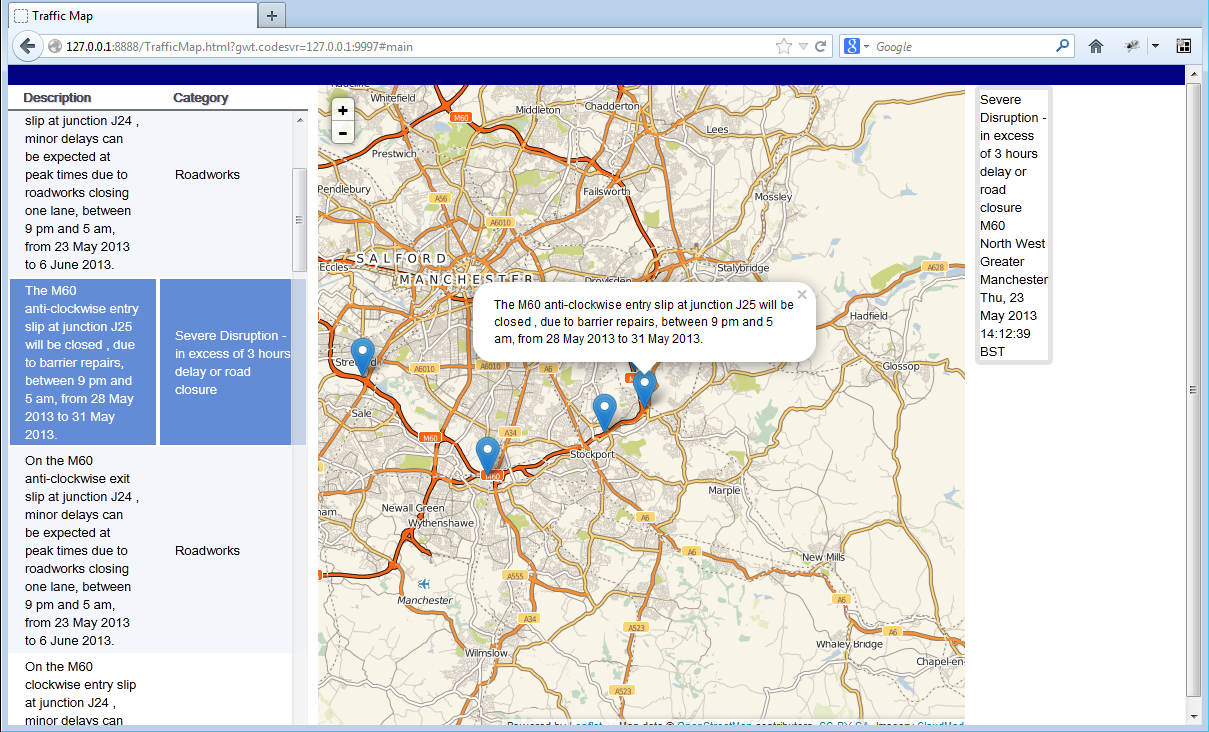 Traffic Map
127.0.0.1:8888/TrafficMap.html?gwt.codesvr=127.0.0.1:9997#main
Google
Description Category
slip at junction J24 ,
minor delays can
be expected at
peak times due to
roadworks closing
one lane, between
9 pm and 5 am,
from 23 May 2013
to 6 June 2013.
Roadworks
The M60
anti-clockwise entry
slip at junction J25
will be closed , due
to barrier repairs,
between 9 pm and
5 am, from 28 May
2013 to 31 May
2013.
Severe Disruption -
in excess of 3 hours
delay or road
closure
On the M60
anti-clockwise exit
slip at junction J24 ,
minor delays can
be expected at
peak times due to
roadworks closing
one lane, between
9 pm and 5 am,
from 23 May 2013
to 6 June 2013.
Roadworks
On the M60
clockwise entry slip
at junction J24 ,
minor delays can
+
-
Whitefield
Middleton
Chadderton
M60
Lees
Prestwich
Pendlebury
Failsworth
A56
Mossley
A6010
SALFORD
Eccles
MANCHESTER
Droylsden
Stalybridge
A628
The M60 anti-clockwise entry slip at junction J25 will be
closed , due to barrier repairs, between 9 pm and 5
am, from 28 May 2013 to 31 May 2013.
×
Hadfield
Glossop
A6010
A6010
A6
Sale
M60
A34
Stockport
M60
Marple
Newall Green
Wythenshawe
A6
A6
New Mills
A555
Manchester
A6
A34
A523
A6
Whaley Bridge
Wilmslow
Chapel-en-
A523
Powered by Leaflet — Map data © OpenStreetMap contributors, CC-BY-SA, Imagery CloudMad
Severe
Disruption -
in excess
of 3 hours
delay or
road
closure
M60
North West
Greater
Manchester
Thu, 23
May 2013
14:12:39
BST